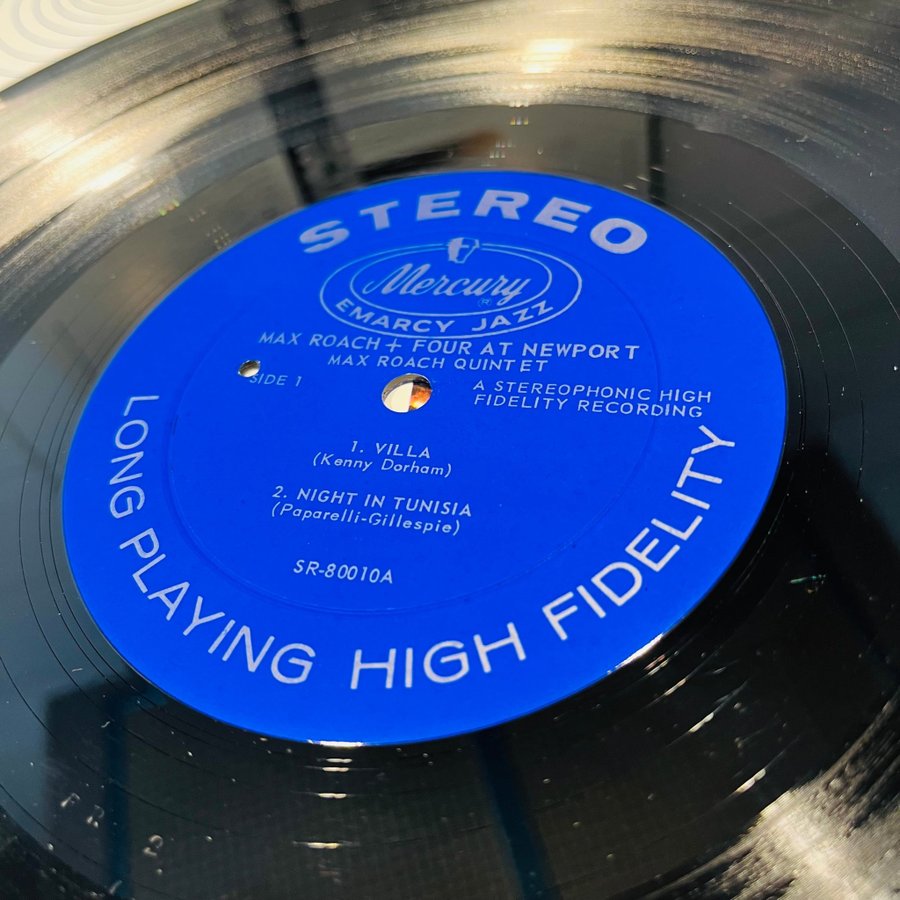 STEREO
Mercury
®
EMARCY JAZZ
MAX ROACH + FOUR AT NEWPORT
MAX ROACH QUINTET
SIDE 1
A STEREOPHONIC HIGH
FIDELITY RECORDING
1. VILLA
(Kenny Dorham)
2. NIGHT IN TUNISIA
(Paparelli-Gillespie)
SR-80010A
LONG PLAYING HIGH FIDELITY